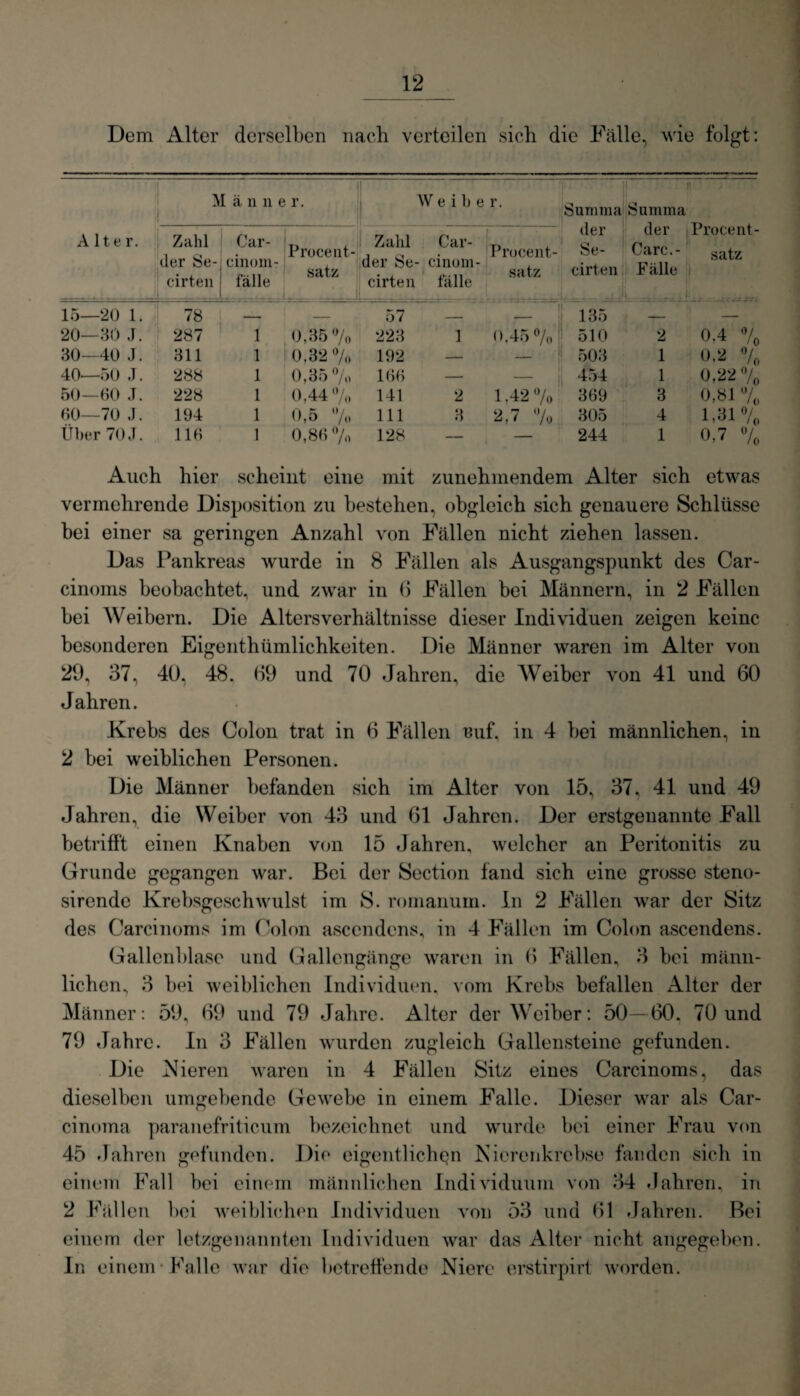 12
Dem Alter derselben nach verteilen sich die Fälle, wie folgt:
Alter. | Männer. | Weiber. | Summa der Secirten | Summa der Carc.-Fälle | Procentsatz
Zahl der Secirten | Carcinomfälle | Procentsatz | Zahl der Secirten | Carcinomfälle | Procentsatz
15—20 1. 78 — — 57 — — 135 — —
20—30 J. 287 1 0,35 % 223 1 0,45 % 510 2 0,4 %
30—40 J. 311 1 0,32 % 192 — — 503 1 0,2 %
40—50 J. 288 1 0,35 % 166 — — 454 1 0,22 %
50—60 J. 228 1 0,44 % 141 2 1,42 % 369 3 0,81 %
60—70 J. 194 1 0,5 % 111 3 2,7 % 305 4 1,31 %
Über 70 J. 116 1 0,86 % 128 — — 244 1 0,7 %
Auch hier scheint eine mit zunehmendem Alter sich etwas
vermehrende Disposition zu bestehen, obgleich sich genauere Schlüsse
bei einer sa geringen Anzahl von Fällen nicht ziehen lassen.
Das Pankreas wurde in 8 Fällen als Ausgangspunkt des Car-
cinoms beobachtet, und zwar in 6 Fällen bei Männern, in 2 Fällen
bei Weibern. Die Altersverhältnisse dieser Individuen zeigen keine
besonderen Eigenthümlichkeiten. Die Männer waren im Alter von
29, 37, 40, 48, 69 und 70 Jahren, die Weiber von 41 und 60
Jahren.
Krebs des Colon trat in 6 Fällen auf, in 4 bei männlichen, in
2 bei weiblichen Personen.
Die Männer befanden sich im Alter von 15, 37, 41 und 49
Jahren, die Weiber von 43 und 61 Jahren. Der erstgenannte Fall
betrifft einen Knaben von 15 Jahren, welcher an Peritonitis zu
Grunde gegangen war. Bei der Section fand sich eine grosse steno-
sirende Krebsgeschwulst im S. romanum. In 2 Fällen war der Sitz
des Carcinoms im Colon ascendens, in 4 Fällen im Colon ascendens.
Gallenblase und Gallengänge waren in 6 Fällen, 3 bei männ-
lichen, 3 bei weiblichen Individuen, vom Krebs befallen Alter der
Männer: 59, 69 und 79 Jahre. Alter der Weiber: 50—60, 70 und
79 Jahre. In 3 Fällen wurden zugleich Gallensteine gefunden.
Die Nieren waren in 4 Fällen Sitz eines Carcinoms, das
dieselben umgebende Gewebe in einem Falle. Dieser war als Car-
cinoma paranefriticum bezeichnet und wurde bei einer Frau von
45 Jahren gefunden. Die eigentlichen Nierenkrebse fanden sich in
einem Fall bei einem männlichen Individuum von 34 Jahren, in
2 Fällen bei weiblichen Individuen von 53 und 61 Jahren. Bei
einem der letzgenannten Individuen war das Alter nicht angegeben.
In einem Falle war die betreffende Niere erstirpirt worden.